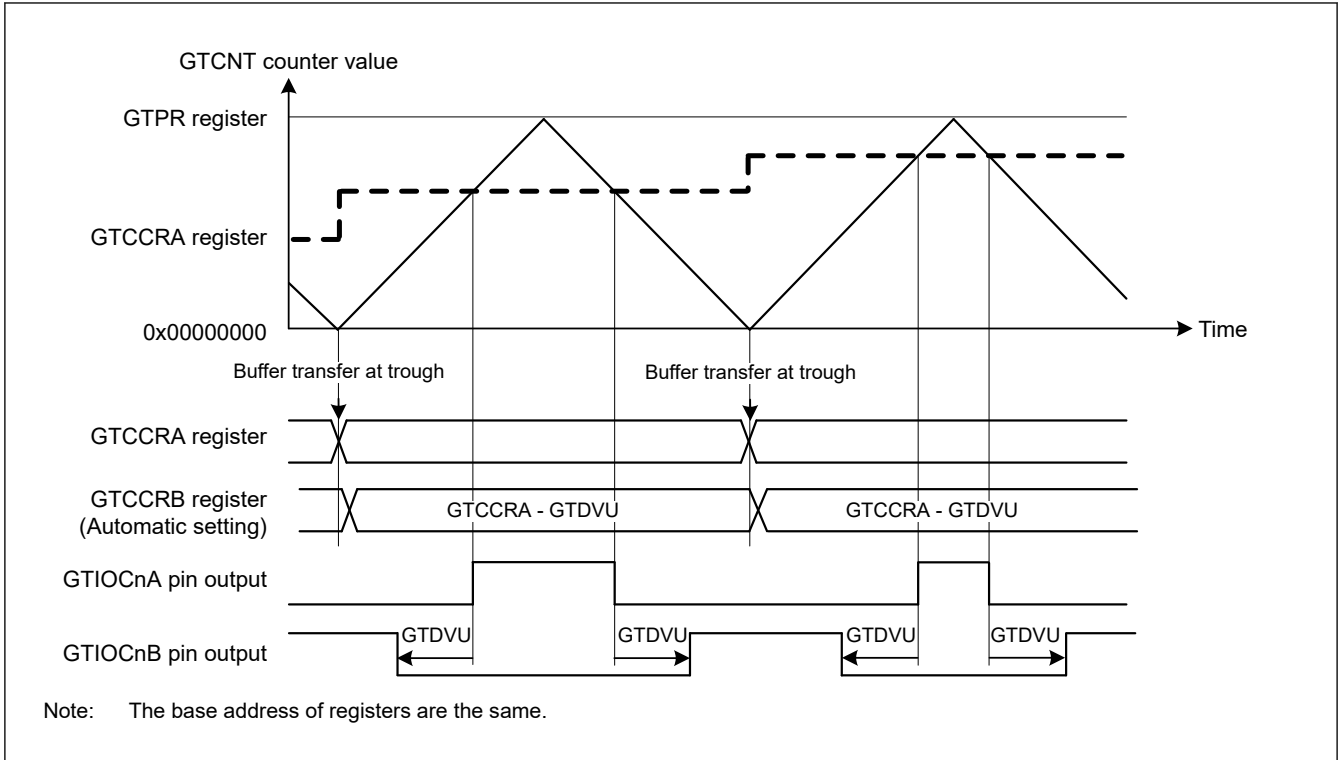 GTCNT counter value
GTPR register
GTCCRA register
0x00000000
Time
Buffer transfer at trough
Buffer transfer at trough
GTCCRA register
GTCCRB register
(Automatic setting)
GTCCRA - GTDVU
GTCCRA - GTDVU
GTIOCnA pin output
GTIOCnB pin output
GTDVU
GTDVU
GTDVU
GTDVU
Note: The base address of registers are the same.